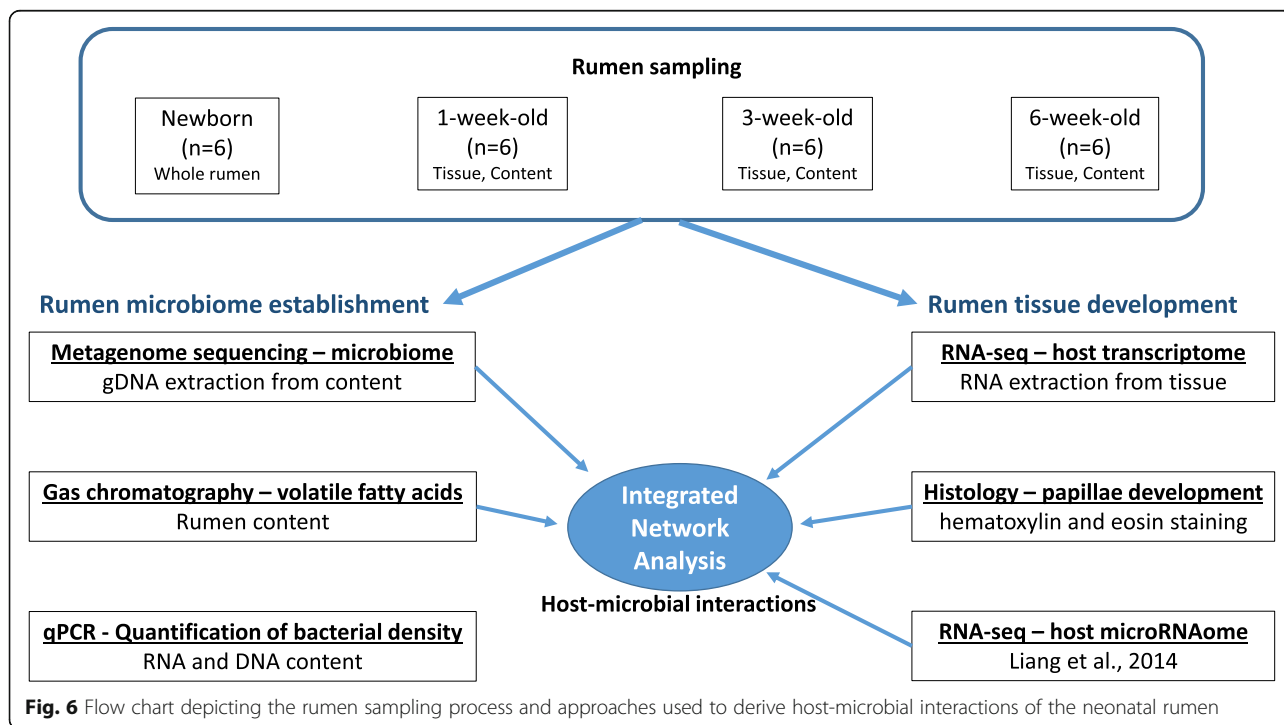 Rumen sampling
Newborn
(n=6)
Whole rumen
1-week-old
(n=6)
Tissue, Content
3-week-old
(n=6)
Tissue, Content
6-week-old
(n=6)
Tissue, Content
Rumen microbiome establishment
Metagenome sequencing – microbiome
gDNA extraction from content
Gas chromatography – volatile fatty acids
Rumen content
qPCR - Quantification of bacterial density
RNA and DNA content
Integrated
Network
Analysis
Host-microbial interactions
Rumen tissue development
RNA-seq – host transcriptome
RNA extraction from tissue
Histology – papillae development
hematoxylin and eosin staining
RNA-seq – host microRNAome
Liang et al., 2014
Fig. 6 Flow chart depicting the rumen sampling process and approaches used to derive host-microbial interactions of the neonatal rumen